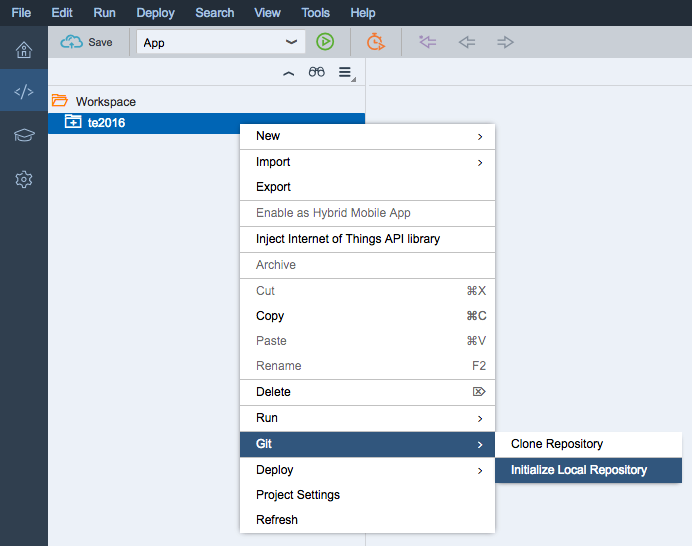 File Edit Run Deploy Search View Tools Help
Save App
Workspace
te2016
New
Import
Export
Enable as Hybrid Mobile App
Inject Internet of Things API library
Archive
Cut ⌘X
Copy ⌘C
Paste ⌘V
Rename F2
Delete ⌦
Run
Git
Clone Repository
Initialize Local Repository
Deploy
Project Settings
Refresh